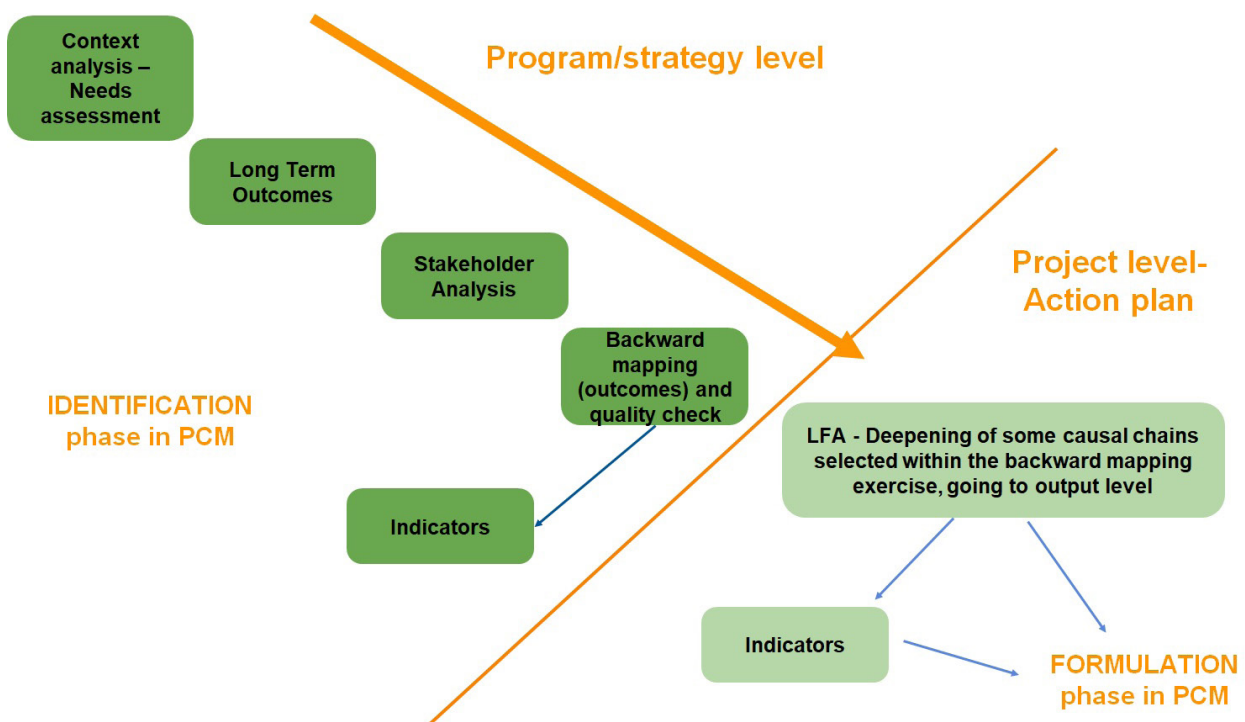 Context
analysis –
Needs
assessment
Program/strategy level
Long Term
Outcomes
Stakeholder
Analysis
Project level-
Action plan
Backward
mapping
(outcomes) and
quality check
IDENTIFICATION
phase in PCM
LFA - Deepening of some causal chains
selected within the backward mapping
exercise, going to output level
Indicators
Indicators
FORMULATION
phase in PCM